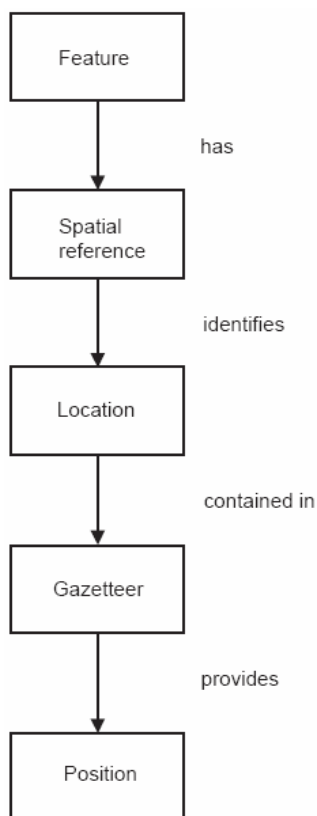 Feature
has
Spatial
reference
identifies
Location
contained in
Gazetteer
provides
Position